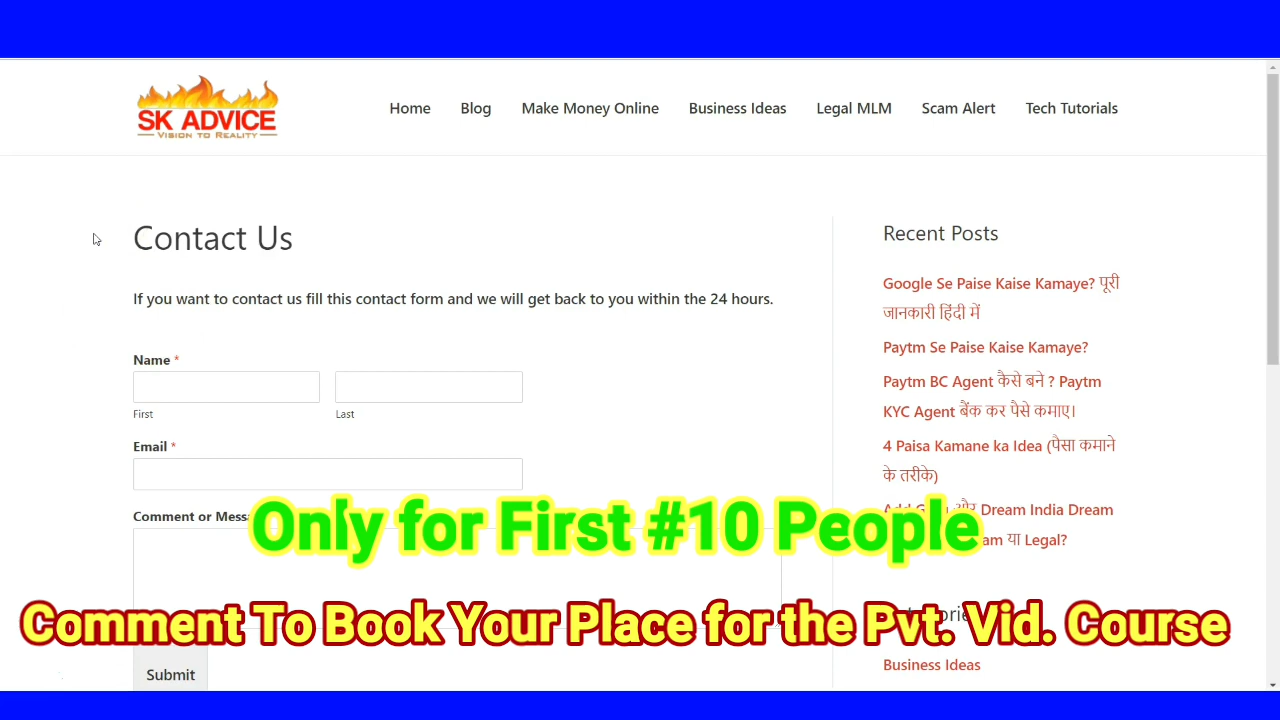 SK ADVICE
VISION TO REALITY
Home Blog Make Money Online Business Ideas Legal MLM Scam Alert Tech Tutorials
Contact Us
If you want to contact us fill this contact form and we will get back to you within the 24 hours.
Name *
First Last
Email *
Comment or
Only for First #10 People
Comment To Book Your Place for the Pvt. Vid. Course
Submit
Recent Posts
Google Se Paise Kaise Kamaye? पूरी
जानकारी हिंदी में
Paytm Se Paise Kaise Kamaye?
Paytm BC Agent कैसे बने ? Paytm
KYC Agent बैंक कर पैसे कमाए।
4 Paisa Kamane ka Idea (पैसा कमाने
के तरीके)
Dream India Dream
या Legal?
Business Ideas